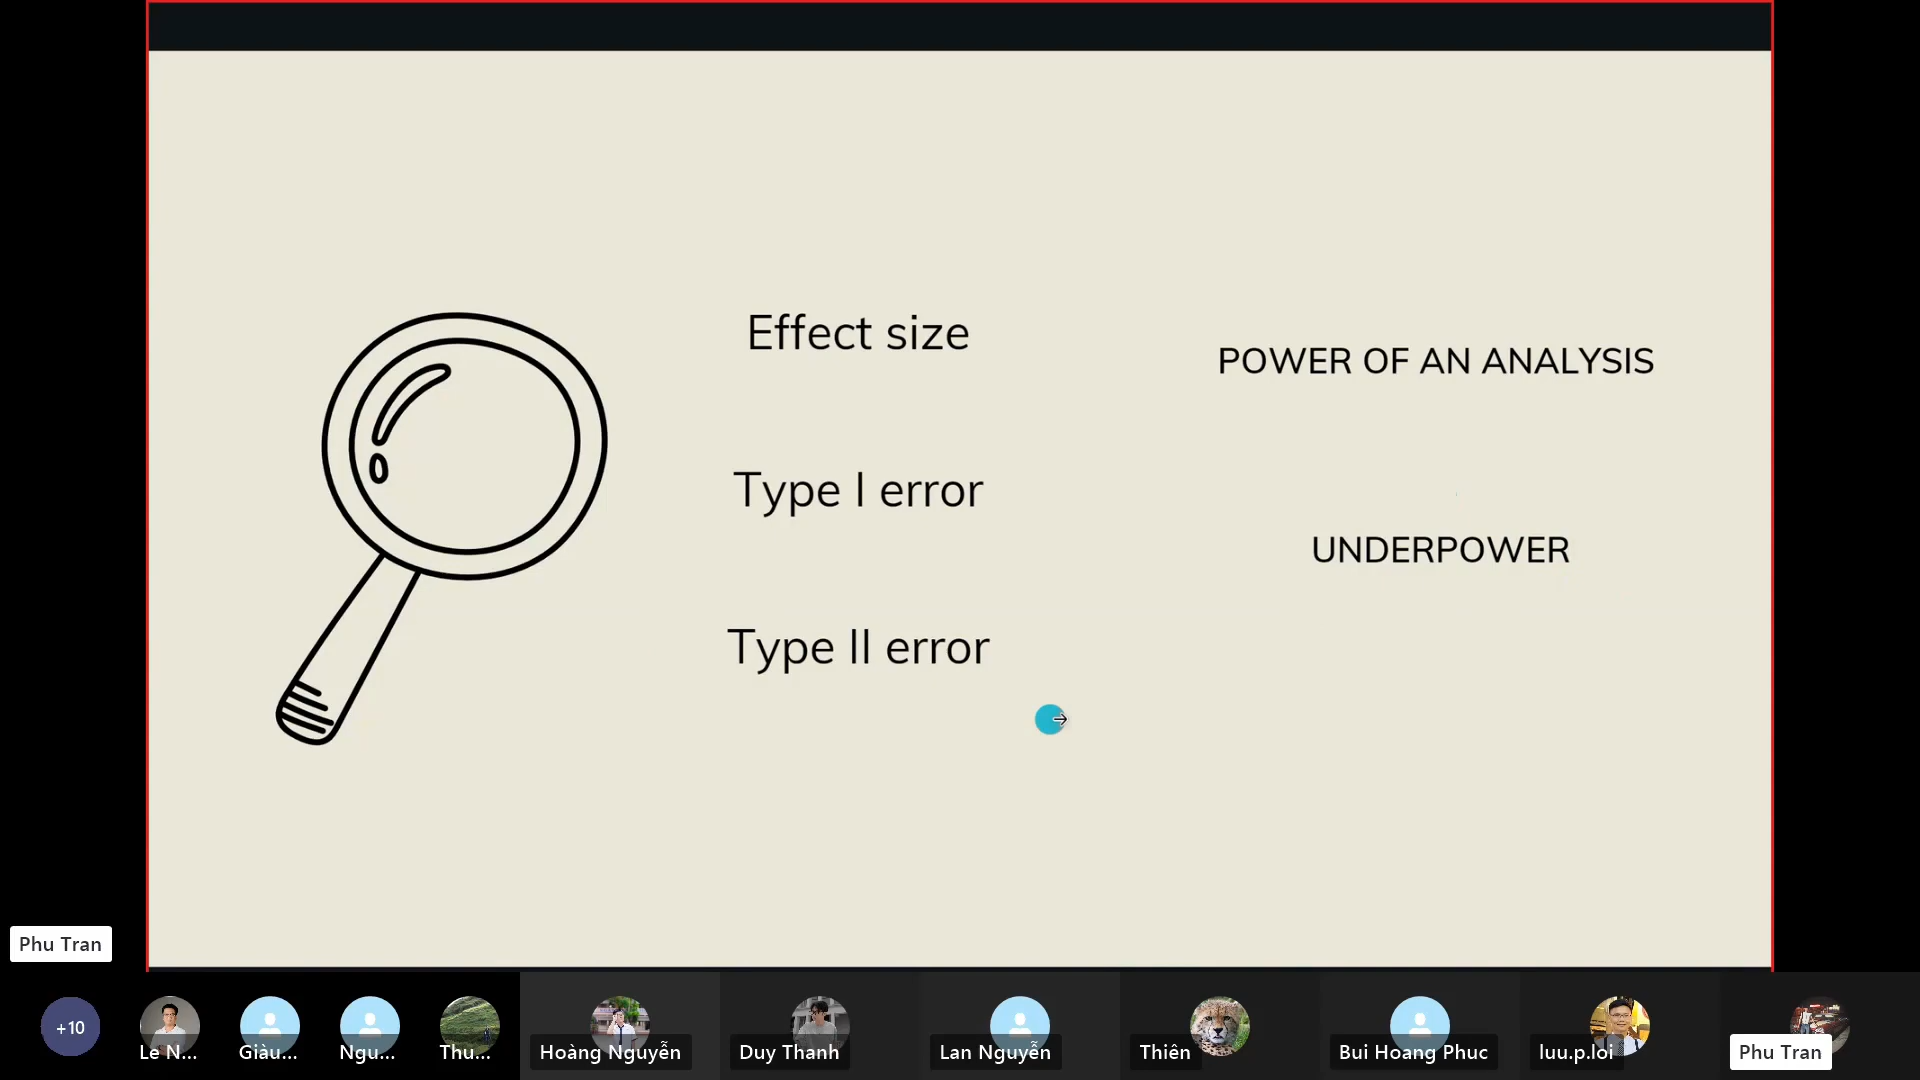 Effect size
Type I error
Type II error
POWER OF AN ANALYSIS
UNDERPOWER
Phu Tran
+10
Le N...
Giàu...
Ngu...
Thu...
Hoàng Nguyễn
Duy Thanh
Lan Nguyễn
Thiên
Bui Hoang Phuc
luu.p.loi
Phu Tran